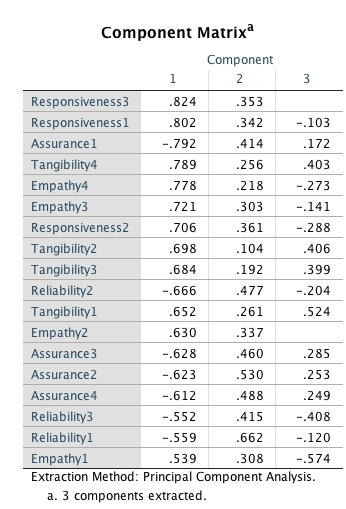 Component Matrixa
Component
1 2 3
Responsiveness3 .824 .353
Responsiveness1 .802 .342 -.103
Assurance1 -.792 .414 .172
Tangibility4 .789 .256 .403
Empathy4 .778 .218 -.273
Empathy3 .721 .303 -.141
Responsiveness2 .706 .361 -.288
Tangibility2 .698 .104 .406
Tangibility3 .684 .192 .399
Reliability2 -.666 .477 -.204
Tangibility1 .652 .261 .524
Empathy2 .630 .337
Assurance3 -.628 .460 .285
Assurance2 -.623 .530 .253
Assurance4 -.612 .488 .249
Reliability3 -.552 .415 -.408
Reliability1 -.559 .662 -.120
Empathy1 .539 .308 -.574
Extraction Method: Principal Component Analysis.
a. 3 components extracted.